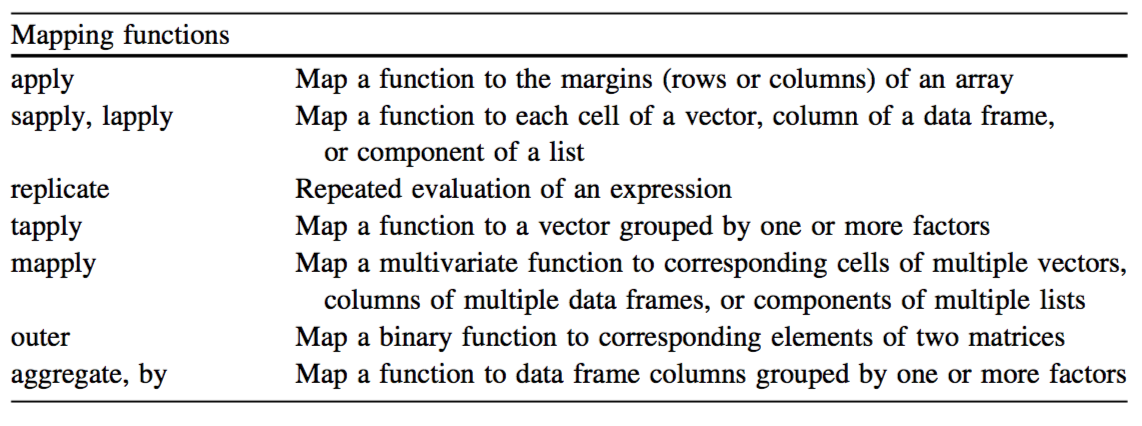 Mapping functions
apply Map a function to the margins (rows or columns) of an array
sapply, lapply Map a function to each cell of a vector, column of a data frame,
or component of a list
replicate Repeated evaluation of an expression
tapply Map a function to a vector grouped by one or more factors
mapply Map a multivariate function to corresponding cells of multiple vectors,
columns of multiple data frames, or components of multiple lists
outer Map a binary function to corresponding elements of two matrices
aggregate, by Map a function to data frame columns grouped by one or more factors